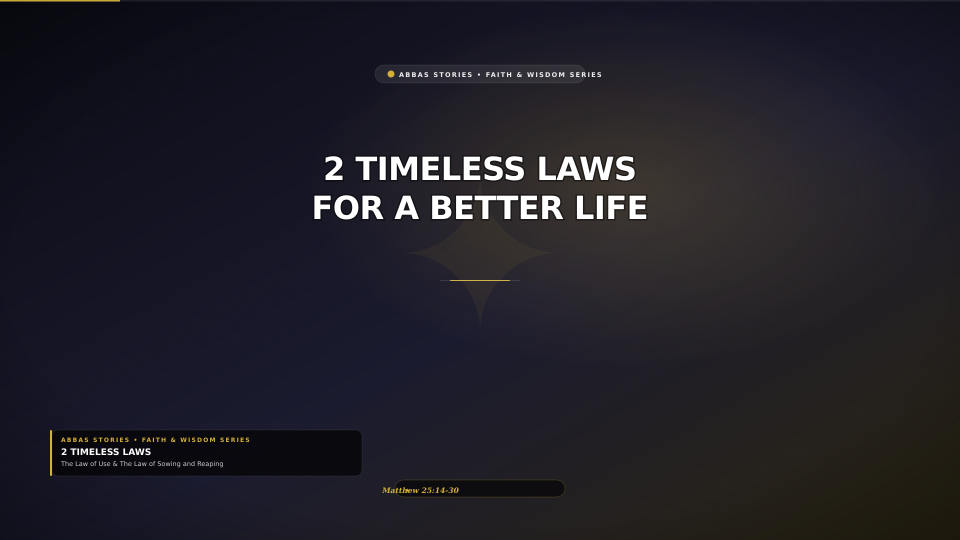 ABBAS STORIES • FAITH & WISDOM SERIES
2 TIMELESS LAWS
FOR A BETTER LIFE
ABBAS STORIES • FAITH & WISDOM SERIES
2 TIMELESS LAWS
The Law of Use & The Law of Sowing and Reaping
Matthew 25:14-30